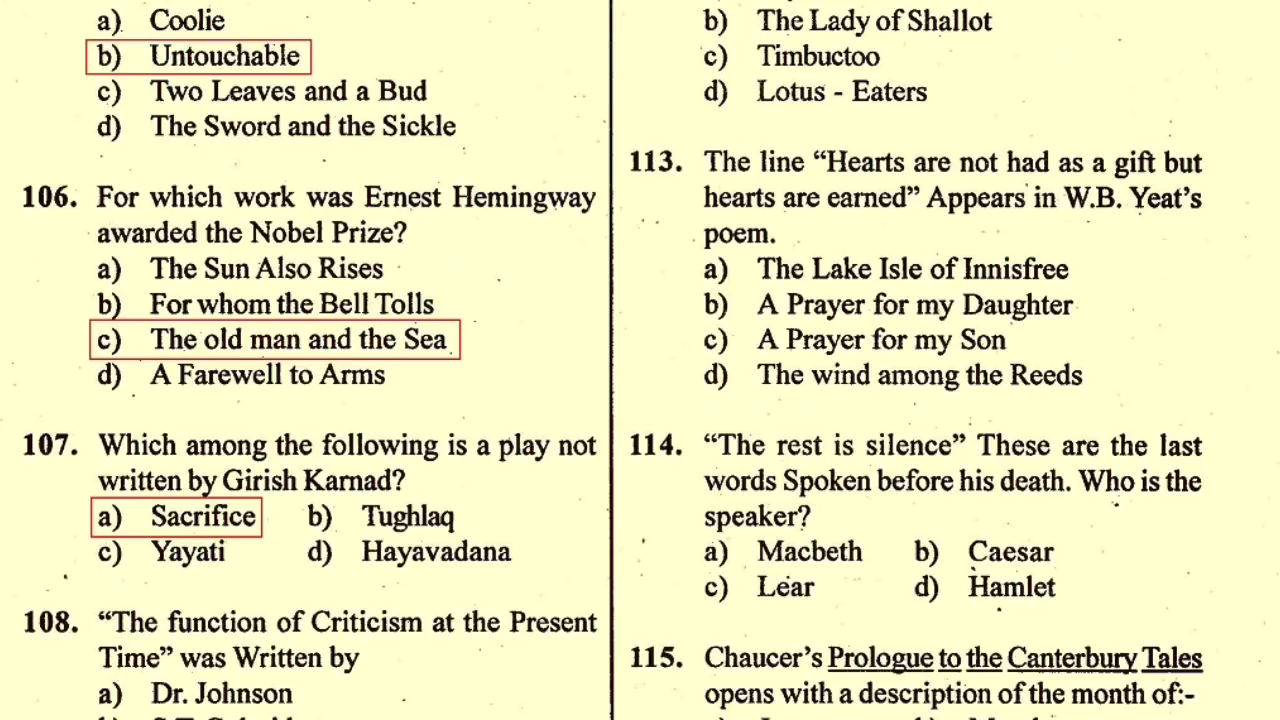 a) Coolie
b) Untouchable
c) Two Leaves and a Bud
d) The Sword and the Sickle
106. For which work was Ernest Hemingway
awarded the Nobel Prize?
a) The Sun Also Rises
b) For whom the Bell Tolls
c) The old man and the Sea
d) A Farewell to Arms
107. Which among the following is a play not
written by Girish Karnad?
a) Sacrifice b) Tughlaq
c) Yayati d) Hayavadana
108. “The function of Criticism at the Present
Time” was Written by
a) Dr. Johnson
b) The Lady of Shallot
c) Timbuctoo
d) Lotus - Eaters
113. The line “Hearts are not had as a gift but
hearts are earned” Appears in W.B. Yeat’s
poem.
a) The Lake Isle of Innisfree
b) A Prayer for my Daughter
c) A Prayer for my Son
d) The wind among the Reeds
114. “The rest is silence” These are the last
words Spoken before his death. Who is the
speaker?
a) Macbeth b) Caesar
c) Lear d) Hamlet
115. Chaucer’s Prologue to the Canterbury Tales
opens with a description of the month of:-